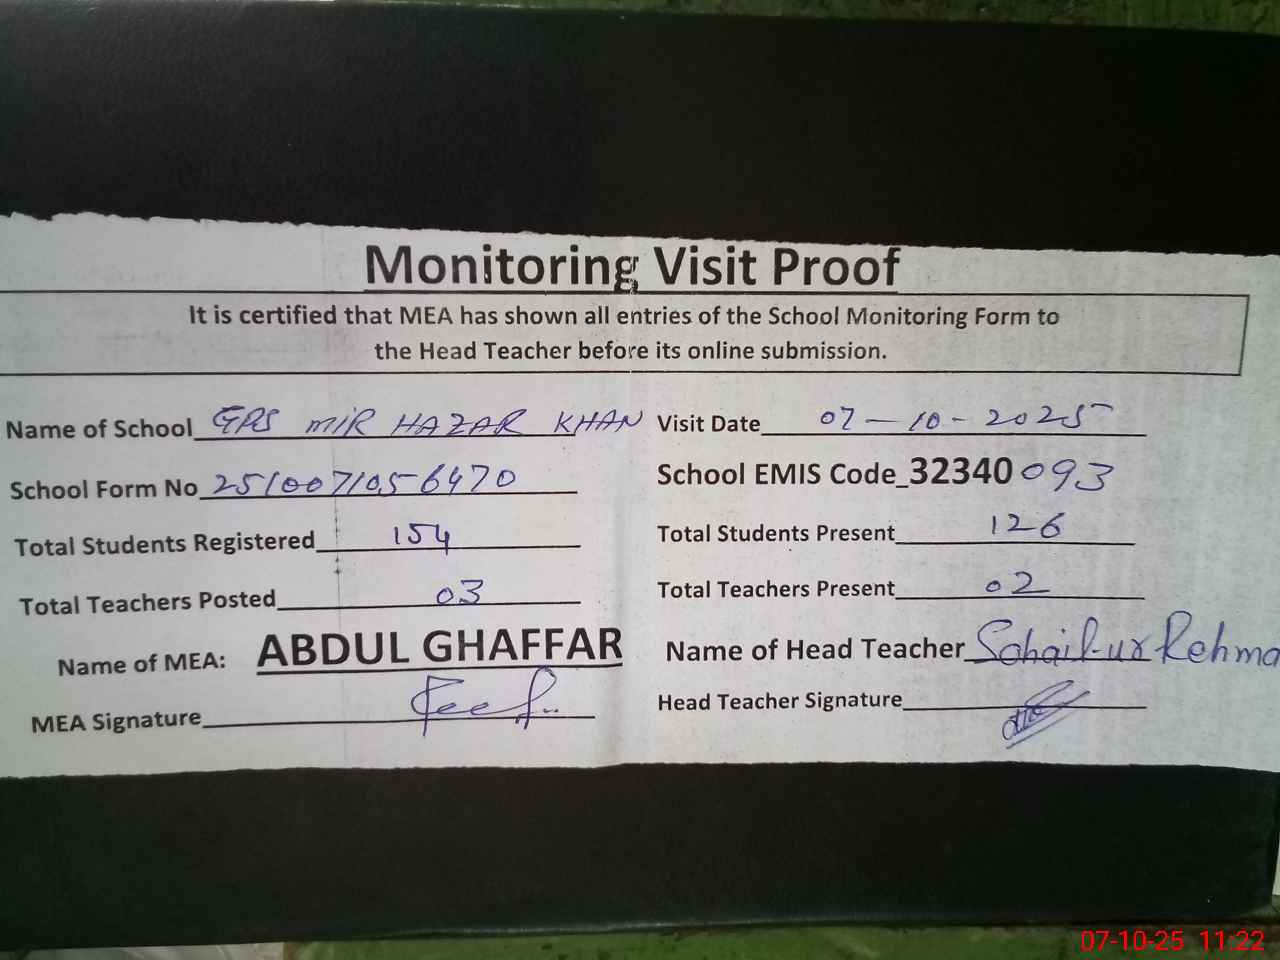 Monitoring Visit Proof
It is certified that MEA has shown all entries of the School Monitoring Form to
the Head Teacher before its online submission.
Name of School GPS MIR HAZAR KHAN Visit Date 07-10-2025
School Form No 2510071056470 School EMIS Code_32340093
Total Students Registered 154 Total Students Present 126
Total Teachers Posted 03 Total Teachers Present 02
Name of MEA: ABDUL GHAFFAR Name of Head Teacher Sohail-ur Rehma
MEA Signature Head Teacher Signature
07-10-25 11:22